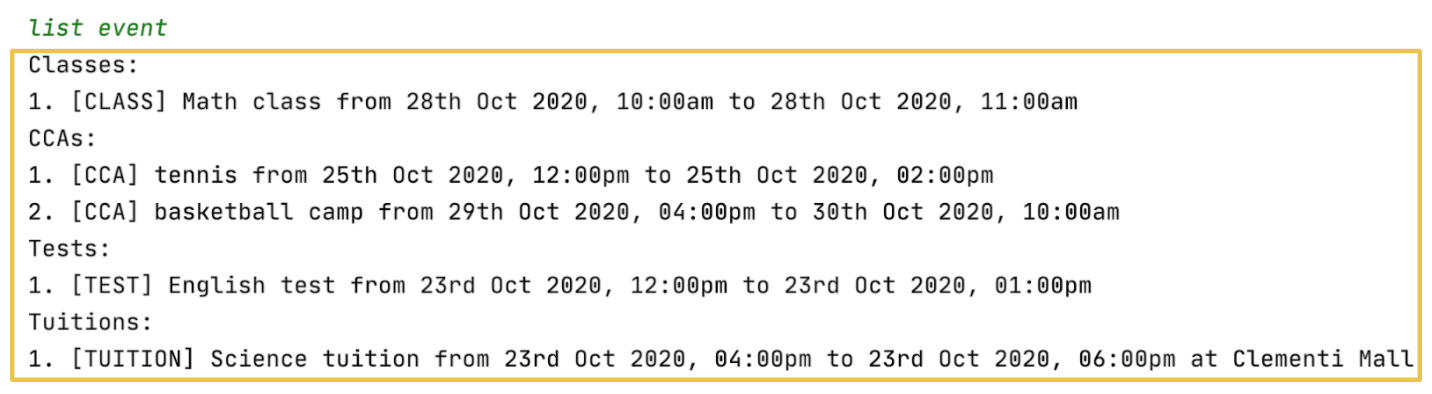 list event
Classes:
1. [CLASS] Math class from 28th Oct 2020, 10:00am to 28th Oct 2020, 11:00am
CCAs:
1. [CCA] tennis from 25th Oct 2020, 12:00pm to 25th Oct 2020, 02:00pm
2. [CCA] basketball camp from 29th Oct 2020, 04:00pm to 30th Oct 2020, 10:00am
Tests:
1. [TEST] English test from 23rd Oct 2020, 12:00pm to 23rd Oct 2020, 01:00pm
Tuitions:
1. [TUITION] Science tuition from 23rd Oct 2020, 04:00pm to 23rd Oct 2020, 06:00pm at Clementi Mall